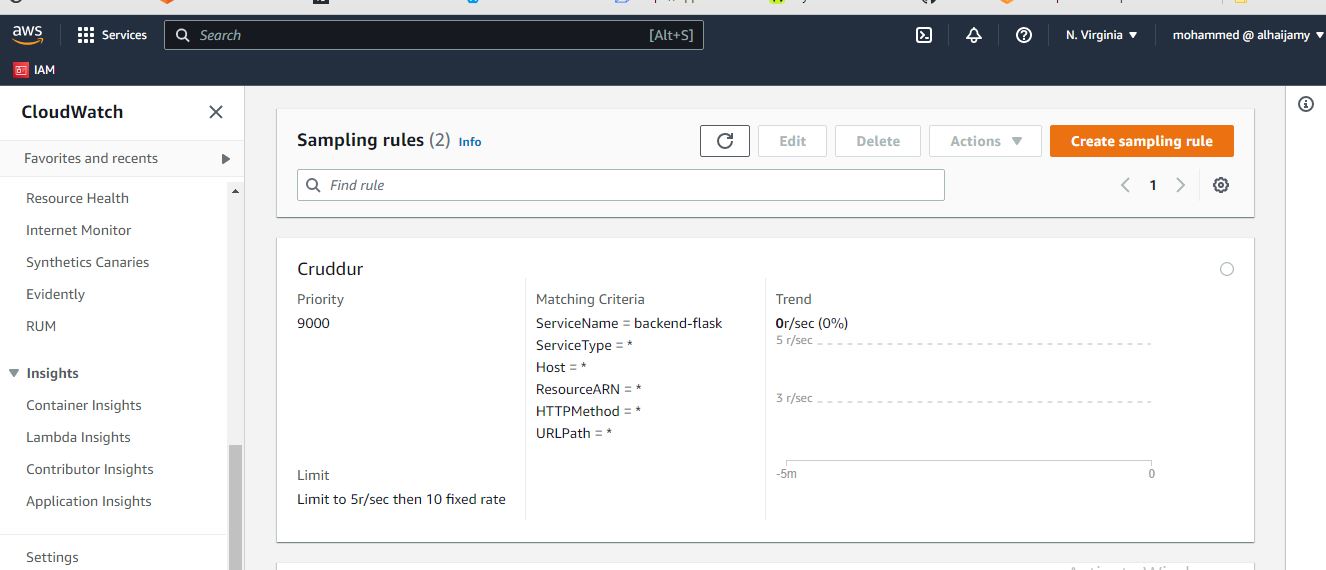 aws
Services
Search [Alt+S]
N. Virginia
mohammed @ alhaijamy
IAM
CloudWatch
Favorites and recents
Resource Health
Internet Monitor
Synthetics Canaries
Evidently
RUM
Insights
Container Insights
Lambda Insights
Contributor Insights
Application Insights
Settings
Sampling rules (2) Info
Edit
Delete
Actions
Create sampling rule
Find rule
1
Cruddur
Priority
9000
Limit
Limit to 5r/sec then 10 fixed rate
Matching Criteria
ServiceName = backend-flask
ServiceType = *
Host = *
ResourceARN = *
HTTPMethod = *
URLPath = *
Trend
0r/sec (0%)
5 r/sec
3 r/sec
-5m 0